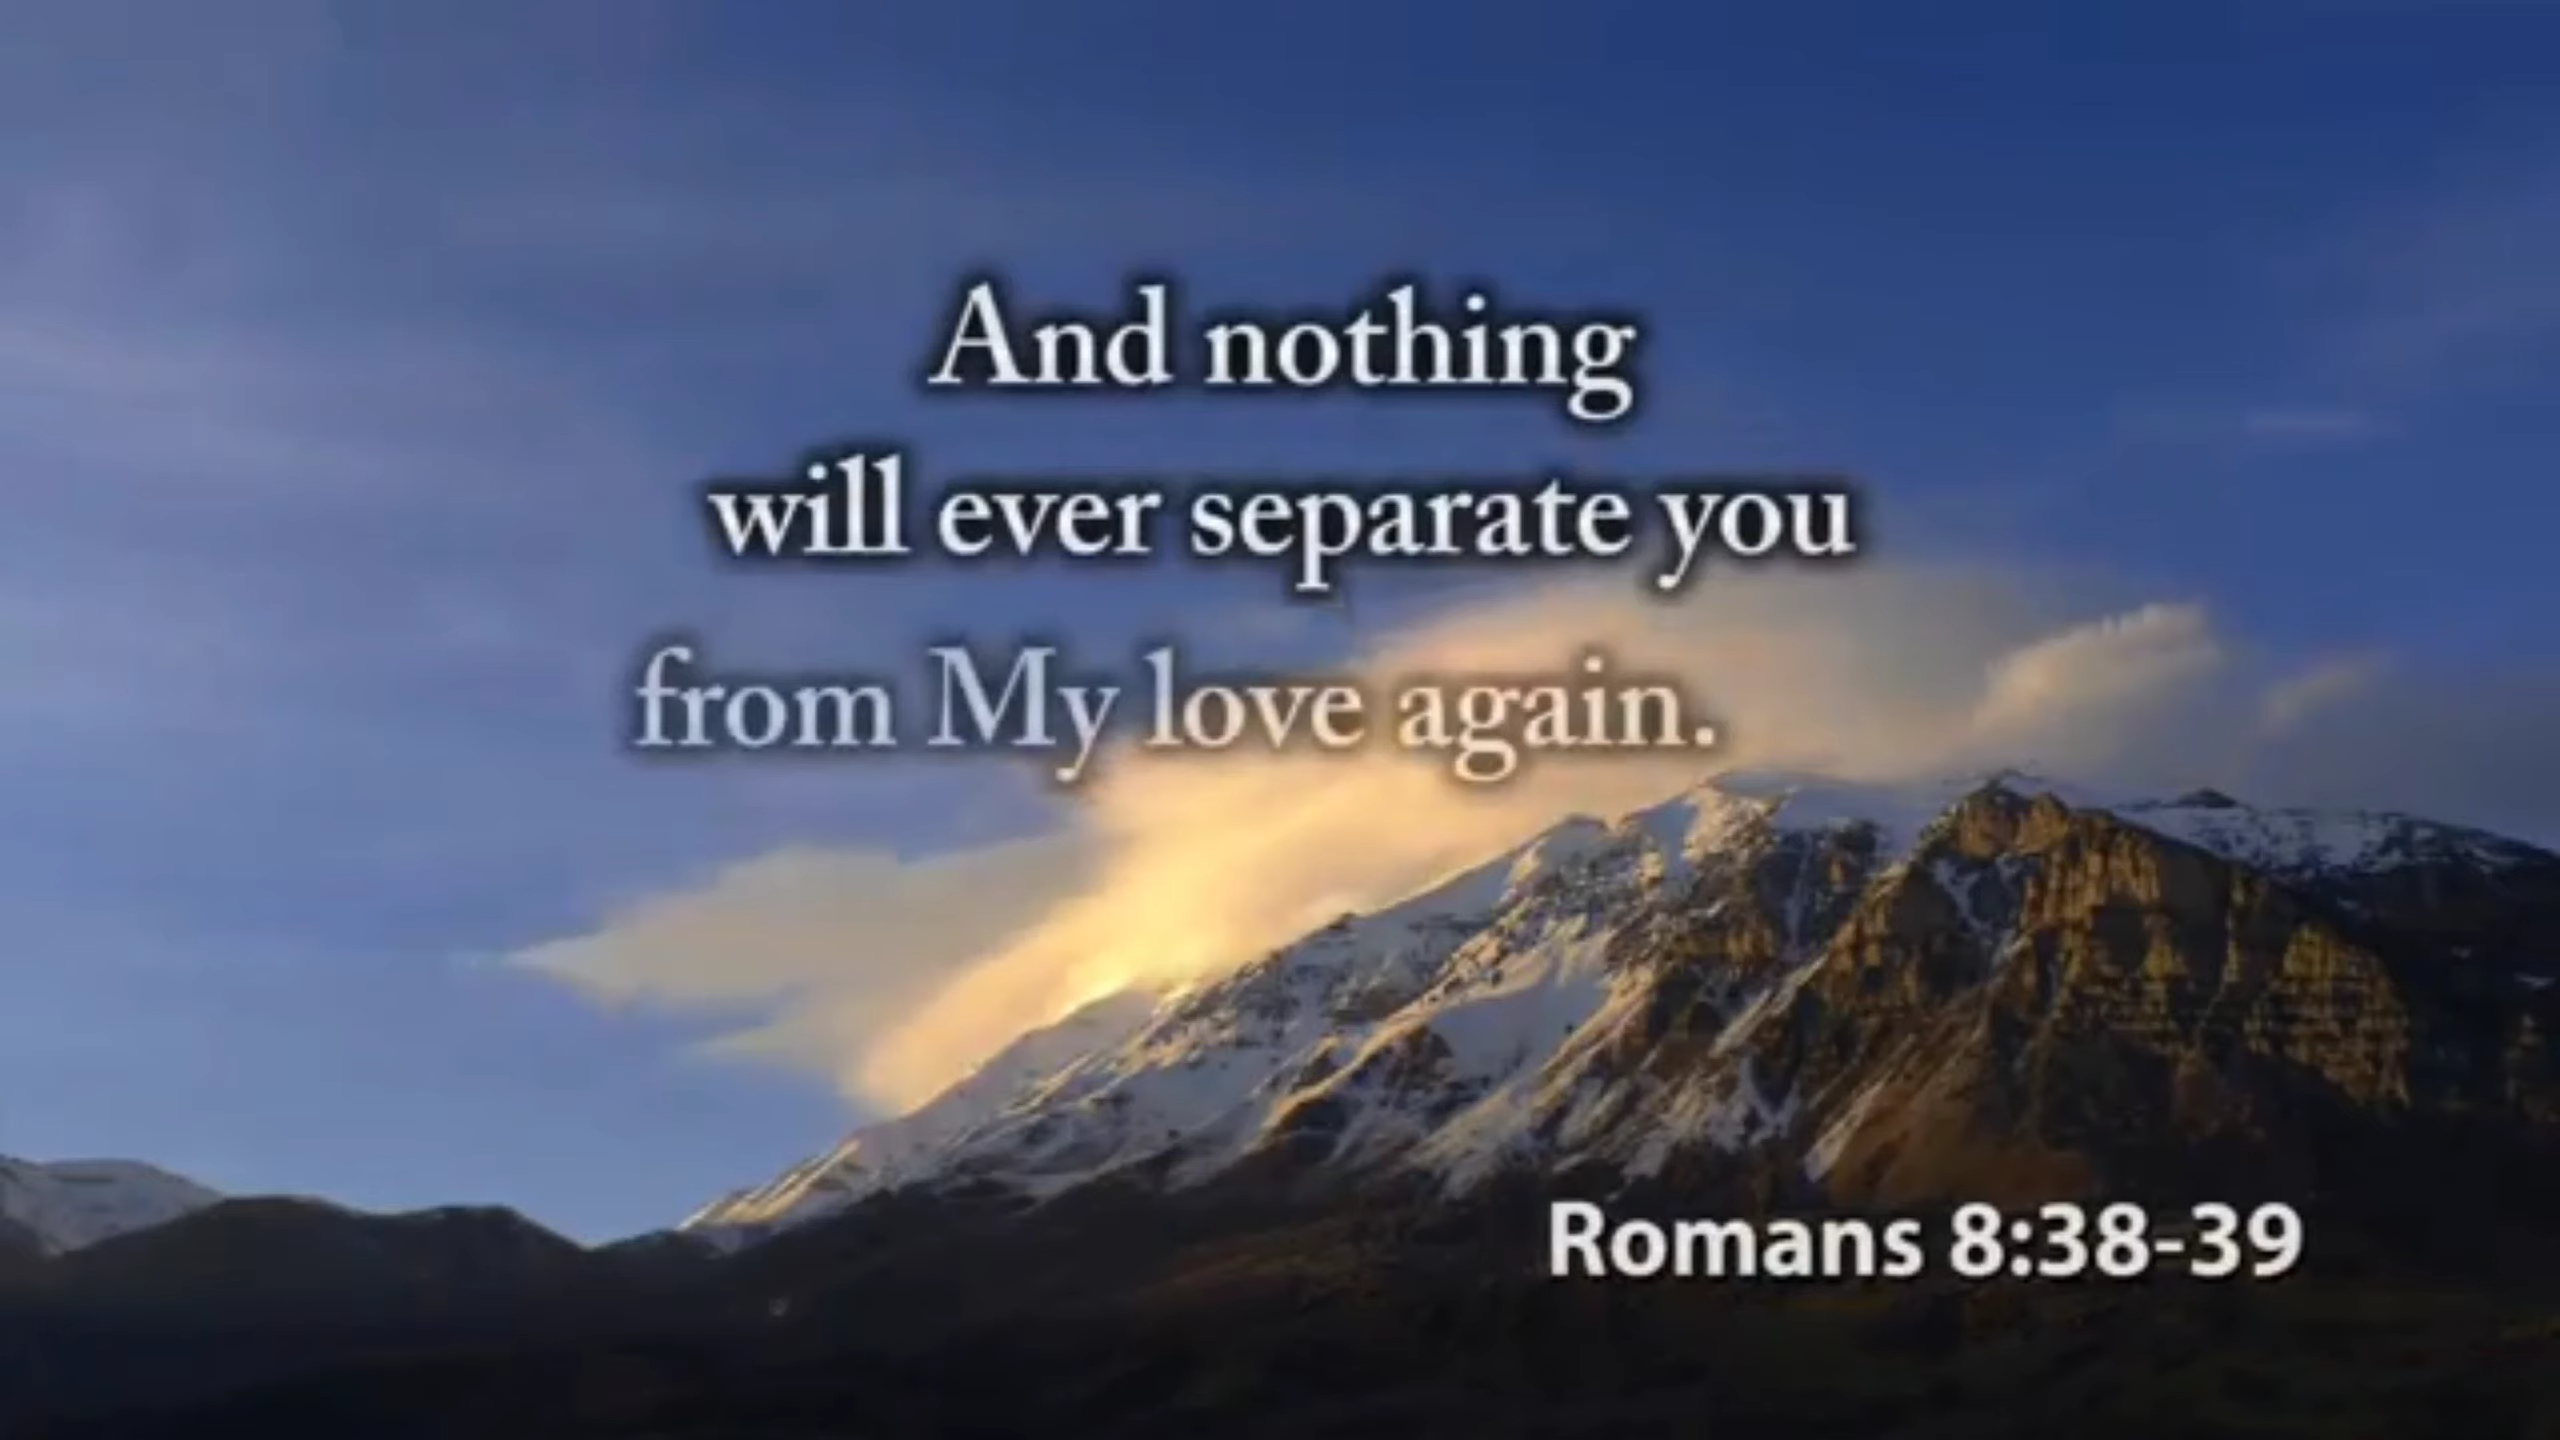 And nothing
will ever separate you
from My love again.
Romans 8:38-39